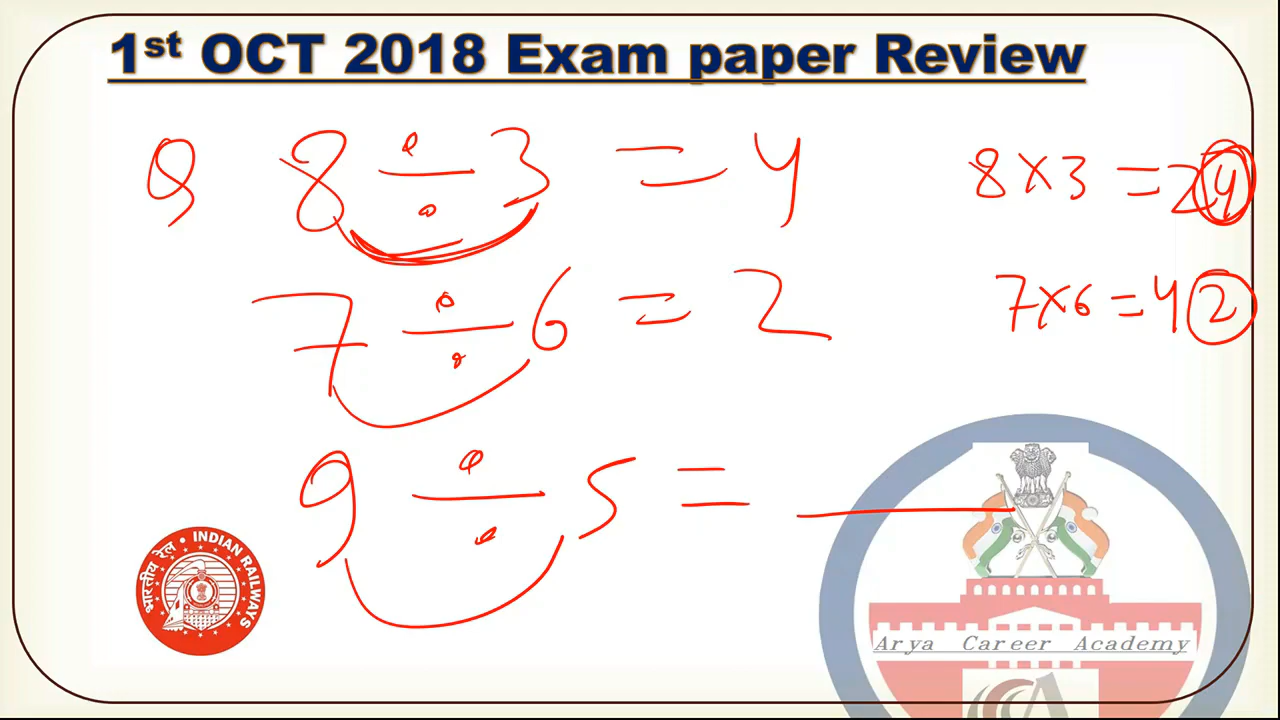 1st OCT 2018 Exam paper Review
Q 8 ÷ 3 = 4
8 × 3 = 24
7 ÷ 6 = 2
7 × 6 = 42
9 ÷ 5 =
भारतीय रेल • INDIAN RAILWAYS
Arya Career Academy